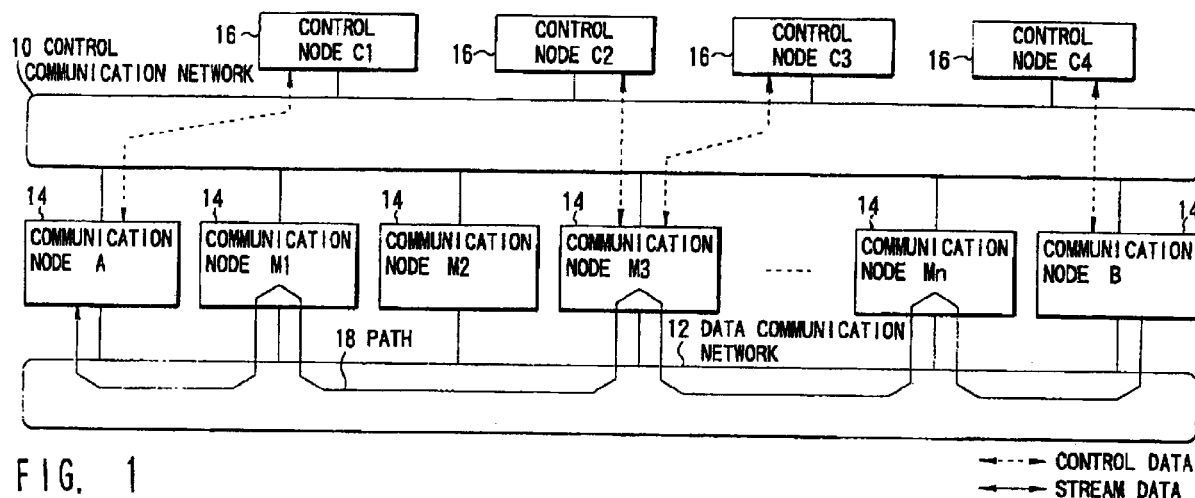 10 CONTROL
COMMUNICATION NETWORK
16
CONTROL
NODE C1
16
CONTROL
NODE C2
16
CONTROL
NODE C3
16
CONTROL
NODE C4
14
COMMUNICATION
NODE A
14
COMMUNICATION
NODE M1
14
COMMUNICATION
NODE M2
14
COMMUNICATION
NODE M3
.....
14
COMMUNICATION
NODE Mn
14
COMMUNICATION
NODE B
18 PATH
12 DATA COMMUNICATION
NETWORK
FIG. 1
CONTROL DATA
STREAM DATA